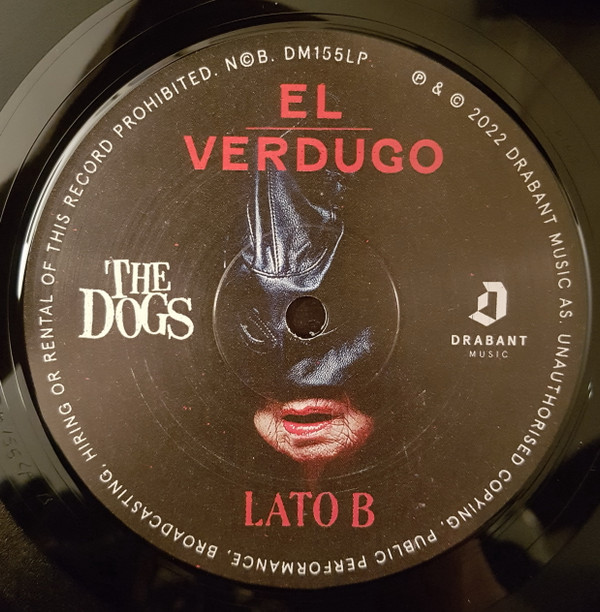 EL
VERDUGO
THE
DOGS
DRABANT
MUSIC
LATO B
℗ & © 2022 DRABANT MUSIC AS. UNAUTHORISED COPYING, PUBLIC PERFORMANCE, BROADCASTING, HIRING OR RENTAL OF THIS RECORD PROHIBITED. N©B. DM155LP